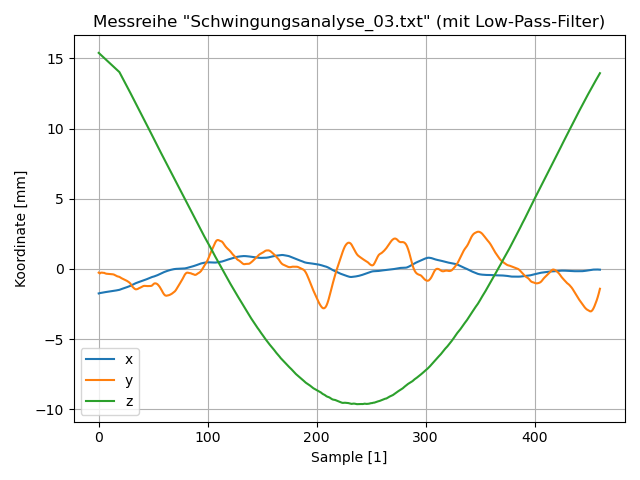 Messreihe "Schwingungsanalyse_03.txt" (mit Low-Pass-Filter)
Koordinate [mm]
15
10
5
0
−5
−10
x
y
z
0
100
200
300
400
Sample [1]